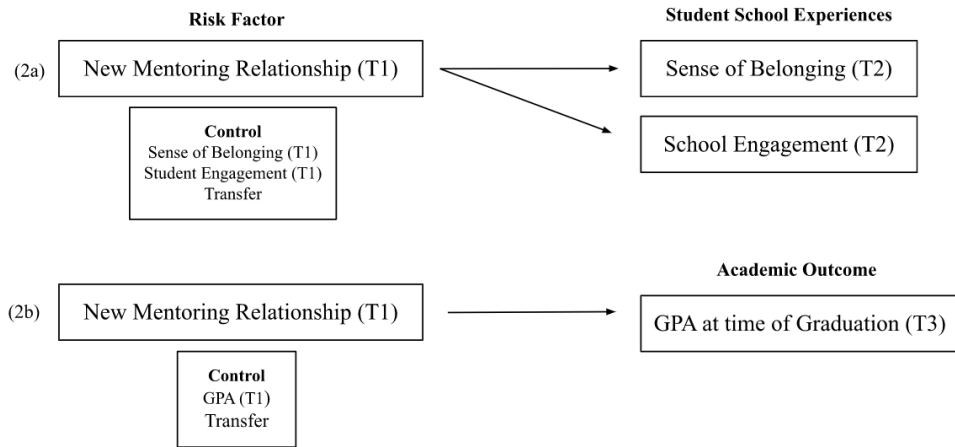 Risk Factor
Student School Experiences
(2a)
New Mentoring Relationship (T1)
Sense of Belonging (T2)
Control
Sense of Belonging (T1)
Student Engagement (T1)
Transfer
School Engagement (T2)
Academic Outcome
(2b)
New Mentoring Relationship (T1)
GPA at time of Graduation (T3)
Control
GPA (T1)
Transfer